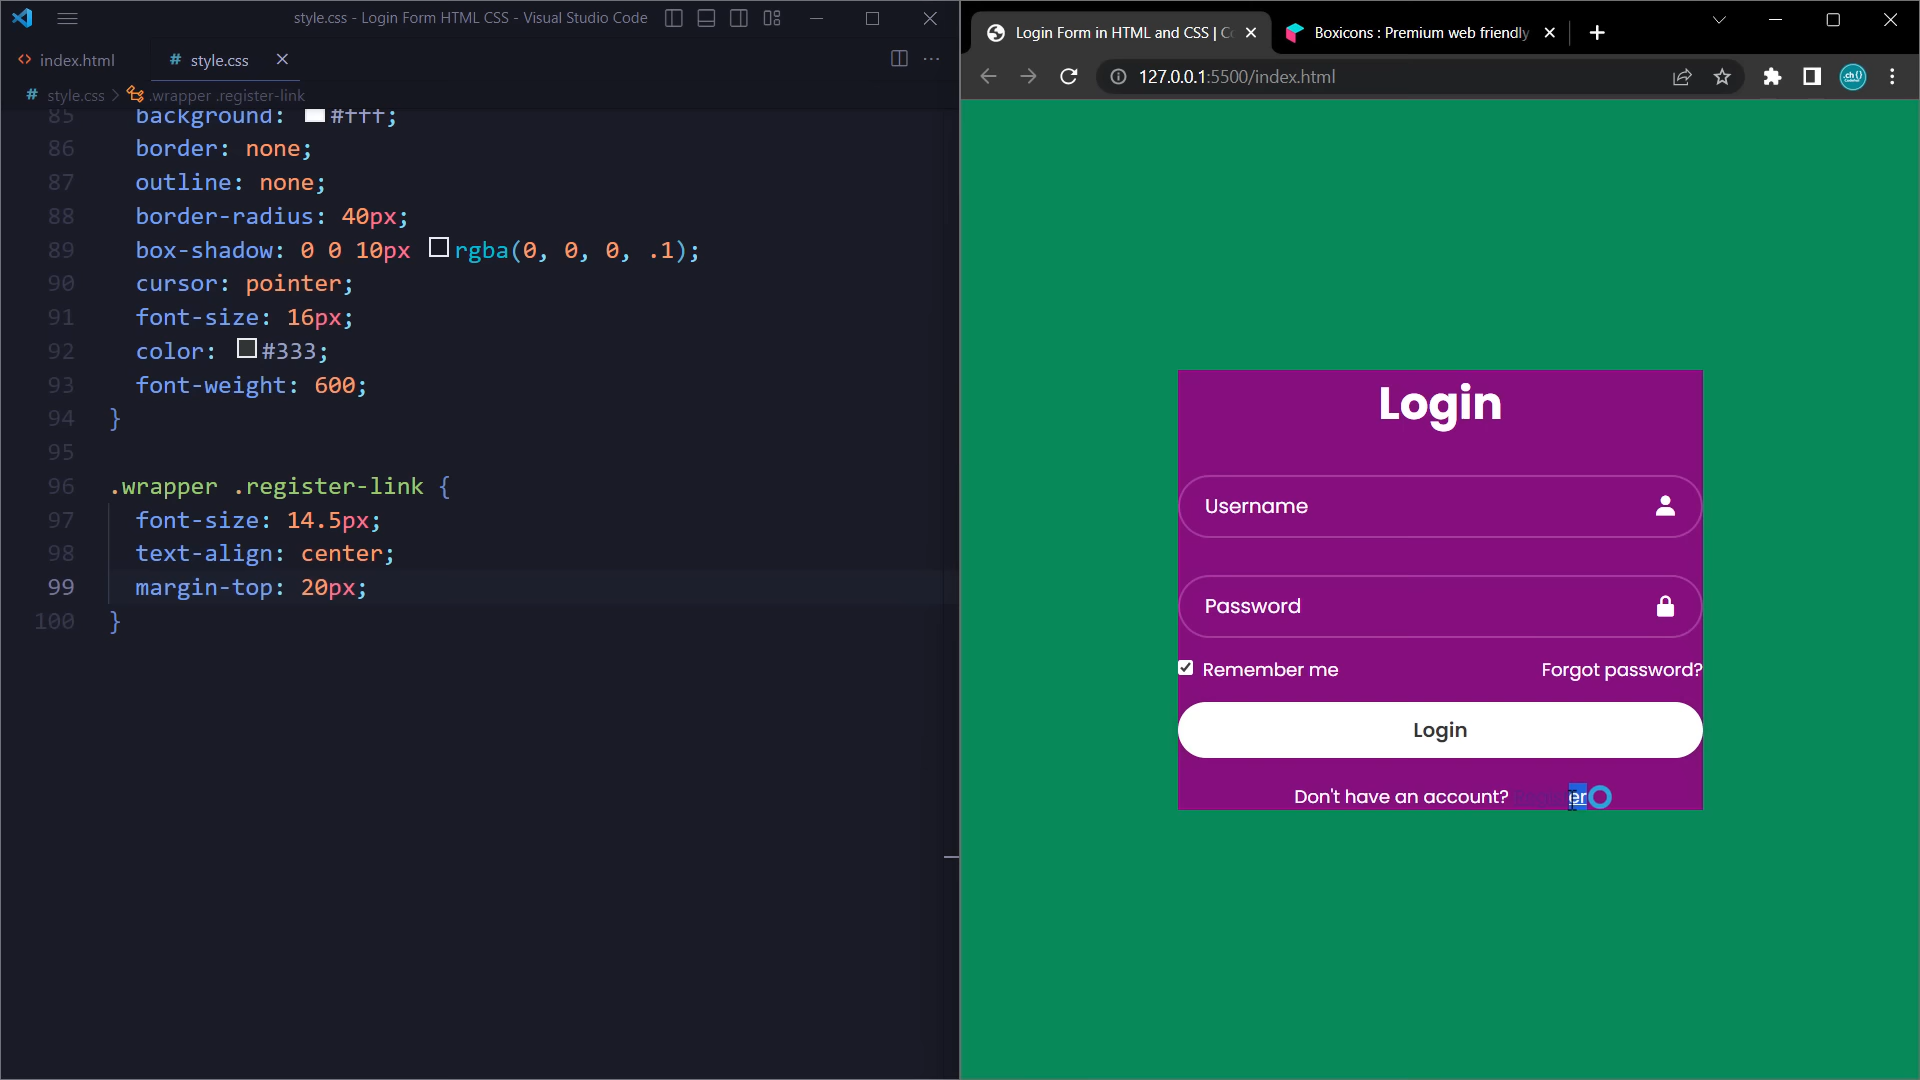 style.css - Login Form HTML CSS - Visual Studio Code
index.html
# style.css
# style.css > .wrapper .register-link
85 background: #fff;
86 border: none;
87 outline: none;
88 border-radius: 40px;
89 box-shadow: 0 0 10px rgba(0, 0, 0, .1);
90 cursor: pointer;
91 font-size: 16px;
92 color: #333;
93 font-weight: 600;
94 }
95
96 .wrapper .register-link {
97 font-size: 14.5px;
98 text-align: center;
99 margin-top: 20px;
100 }
Login Form in HTML and CSS | Co
Boxicons : Premium web friendly
127.0.0.1:5500/index.html
Login
Username
Password
Remember me
Forgot password?
Login
Don't have an account? Register